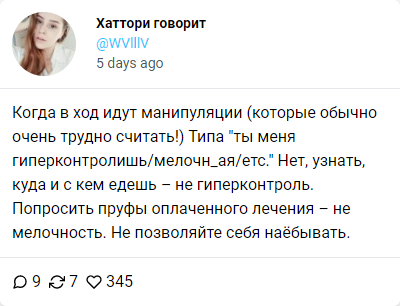 Хаттори говорит
@WVlllV
5 days ago
Когда в ход идут манипуляции (которые обычно
очень трудно считать!) Типа "ты меня
гиперконтролишь/мелочн_ая/етс." Нет, узнать,
куда и с кем едешь – не гиперконтроль.
Попросить пруфы оплаченного лечения – не
мелочность. Не позволяйте себя наёбывать.
9 7 345